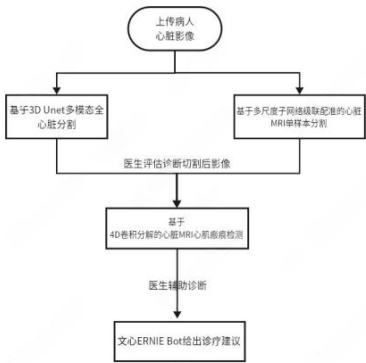 上传病人
心脏影像
基于3D Unet多模态全
心脏分割
基于多尺度子网络级联配准的心脏
MRI单样本分割
医生评估诊断切割后影像
基于
4D卷积分解的心脏MRI心肌瘢痕检测
医生辅助诊断
文心ERNIE Bot给出诊疗建议